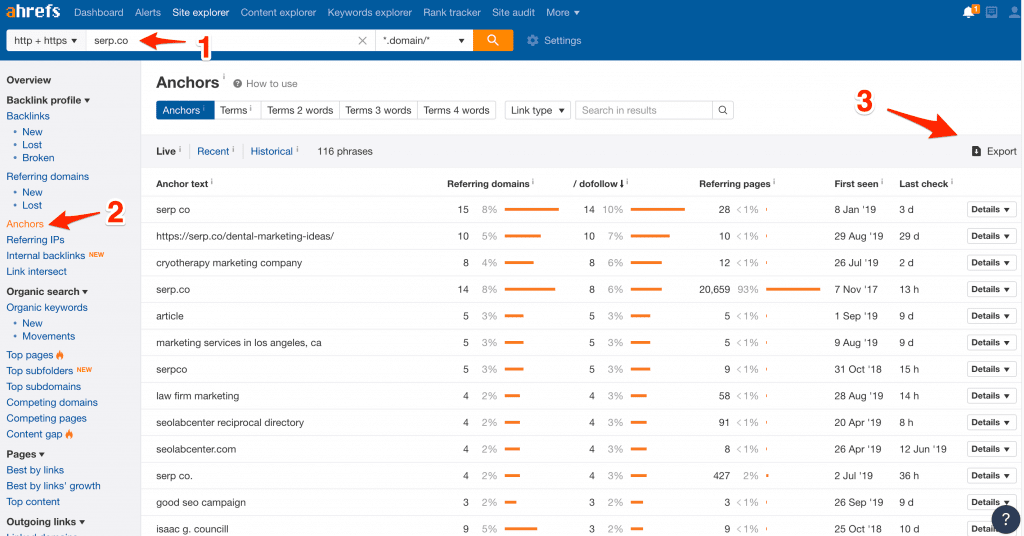 ahrefs Dashboard Alerts Site explorer Content explorer Keywords explorer Rank tracker Site audit More 1
http + https serp.co *.domain/* Settings
1
Overview
Backlink profile
Backlinks
• New
• Lost
• Broken
Referring domains
• New
• Lost
Anchors
2
Referring IPs
Internal backlinks NEW
Link intersect
Organic search
Organic keywords
• New
• Movements
Top pages
Top subfolders NEW
Top subdomains
Competing domains
Competing pages
Content gap
Pages
Best by links
Best by links' growth
Top content
Outgoing links
Linked domains
Anchors i ? How to use
Anchors i Terms i Terms 2 words Terms 3 words Terms 4 words Link type Search in results
3
Live i Recent i Historical i 116 phrases Export
Anchor text i Referring domains i / dofollow i Referring pages i First seen i Last check i
serp co 15 8% 14 10% 28 <1% 8 Jan '19 3 d Details
https://serp.co/dental-marketing-ideas/ 10 5% 10 7% 10 <1% 29 Aug '19 29 d Details
cryotherapy marketing company 8 4% 8 6% 12 <1% 26 Jul '19 2 d Details
serp.co 14 8% 8 6% 20,659 93% 7 Nov '17 13 h Details
article 5 3% 5 3% 5 <1% 1 Sep '19 9 d Details
marketing services in los angeles, ca 5 3% 5 3% 5 <1% 9 Aug '19 9 d Details
serpco 5 3% 5 3% 9 <1% 31 Oct '18 15 h Details
law firm marketing 4 2% 4 3% 58 <1% 28 Aug '19 14 h Details
seolabcenter reciprocal directory 4 2% 4 3% 91 <1% 20 Apr '19 8 h Details
seolabcenter.com 4 2% 4 3% 8 <1% 26 Apr '19 12 Jun '19 Details
serp co. 4 2% 4 3% 427 2% 2 Jul '19 36 h Details
good seo campaign 3 2% 3 2% 3 <1% 26 Sep '19 9 d Details
isaac g. councill 9 5% 3 2% 9 <1% 25 Oct '18 10 d Details
?